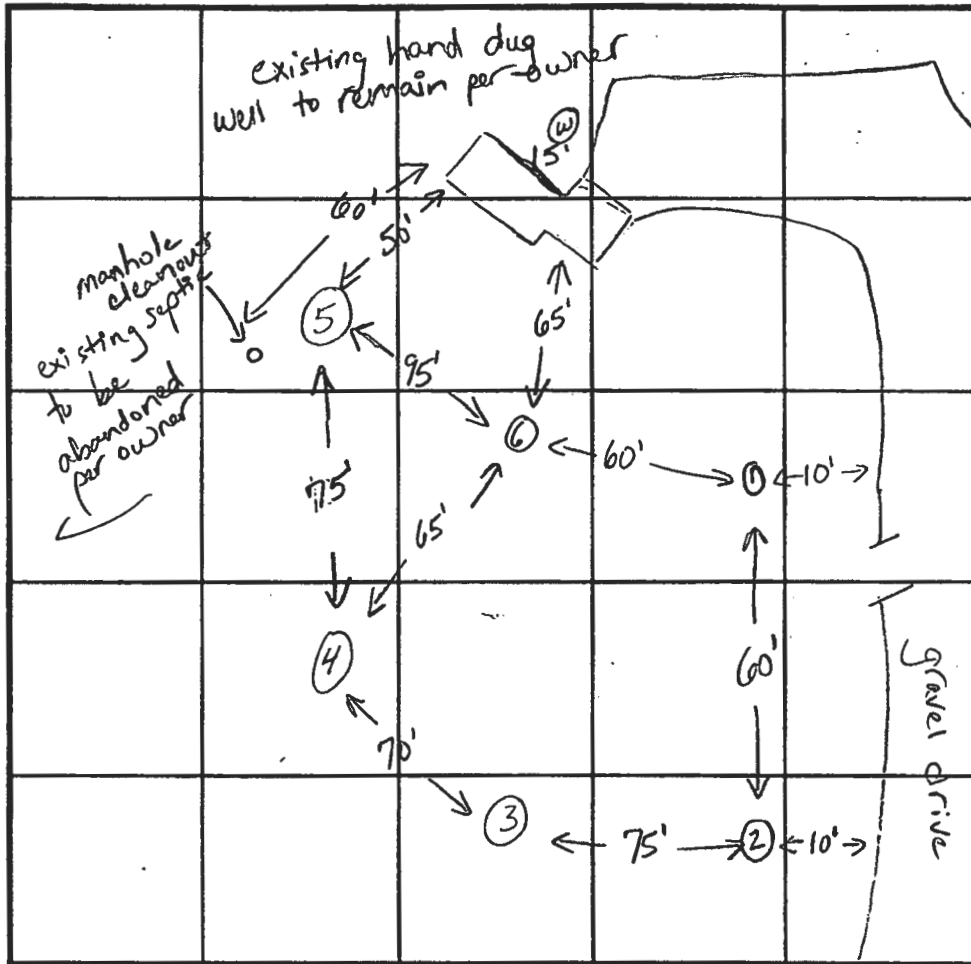 existing hand dug
well to remain per owner
W
5'
60'
50'
manhole
cleanout
existing septic
to be
abandoned
per owner
5
65'
95'
6
60'
1
10'
75'
65'
4
60'
gravel drive
70'
3
75'
2
10'